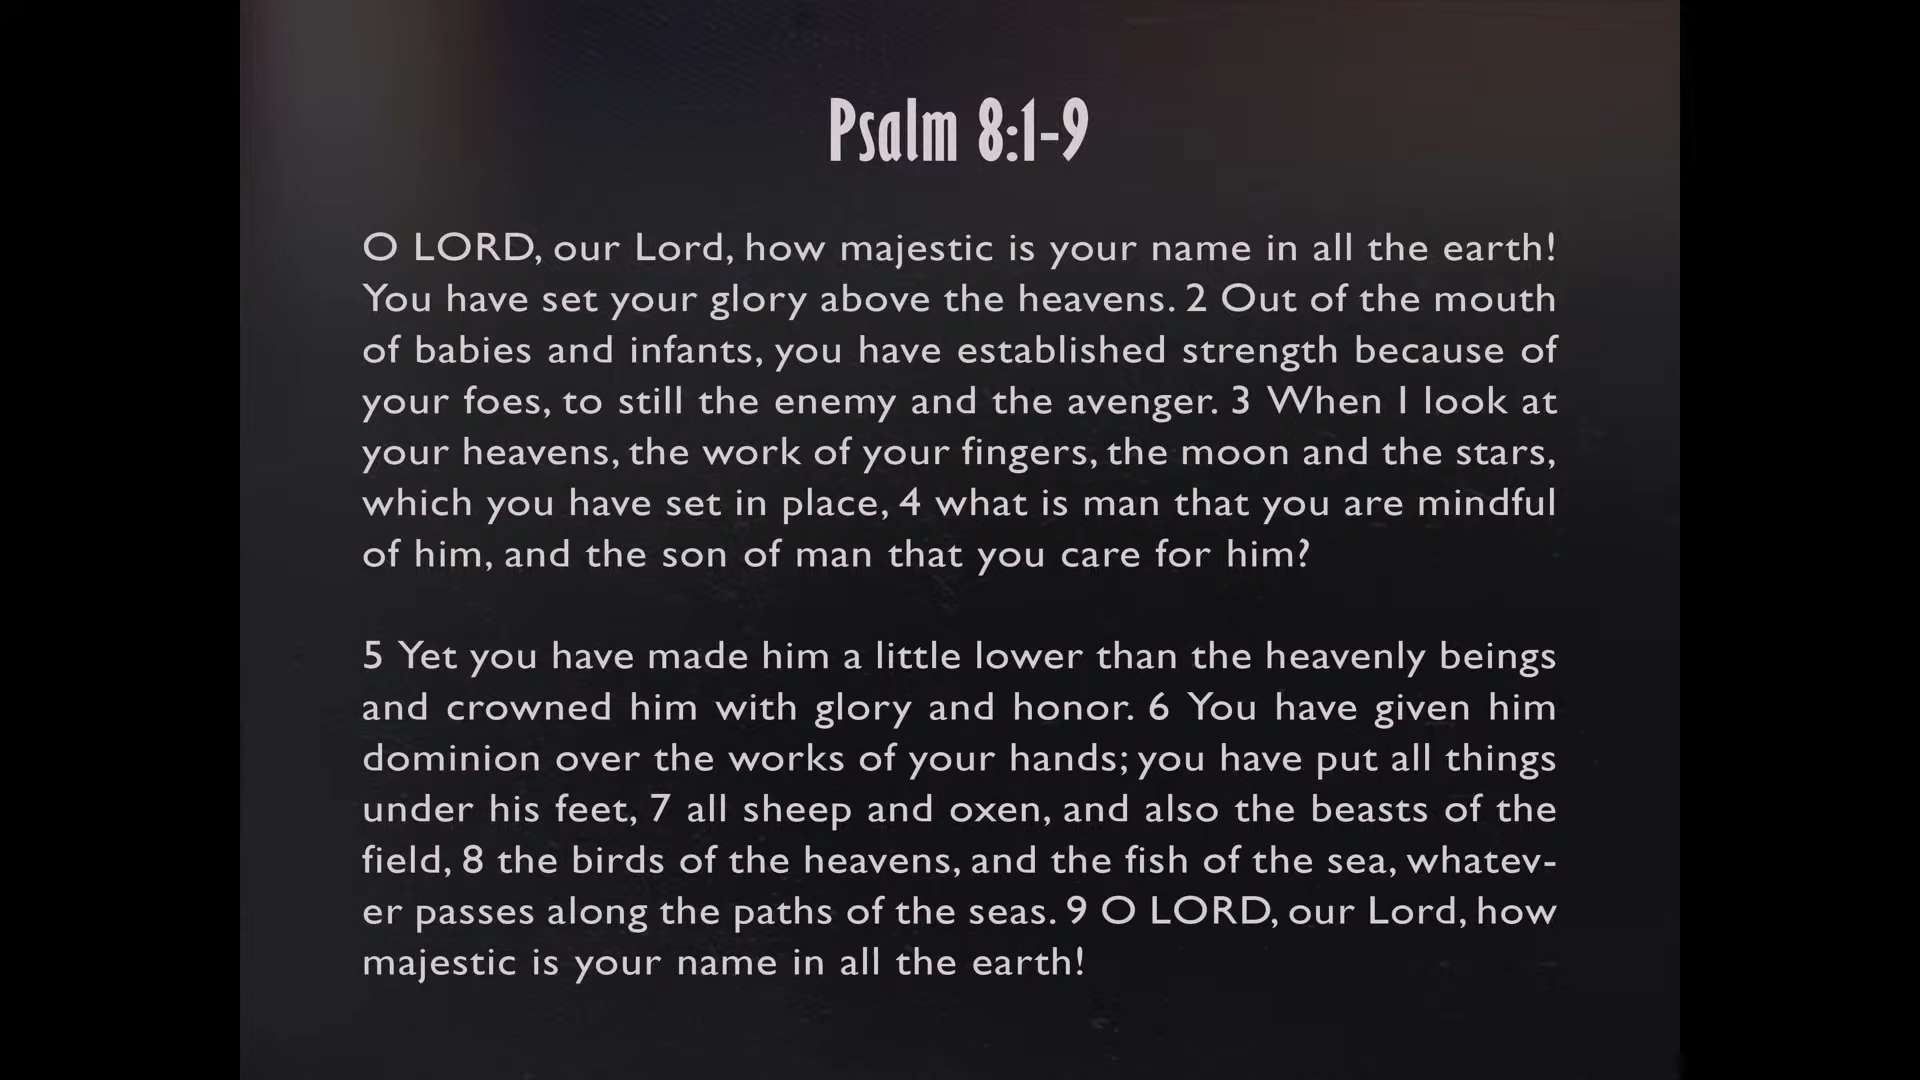 Psalm 8:1-9
O LORD, our Lord, how majestic is your name in all the earth!
You have set your glory above the heavens. 2 Out of the mouth
of babies and infants, you have established strength because of
your foes, to still the enemy and the avenger. 3 When I look at
your heavens, the work of your fingers, the moon and the stars,
which you have set in place, 4 what is man that you are mindful
of him, and the son of man that you care for him?
5 Yet you have made him a little lower than the heavenly beings
and crowned him with glory and honor. 6 You have given him
dominion over the works of your hands; you have put all things
under his feet, 7 all sheep and oxen, and also the beasts of the
field, 8 the birds of the heavens, and the fish of the sea, whatev-
er passes along the paths of the seas. 9 O LORD, our Lord, how
majestic is your name in all the earth!